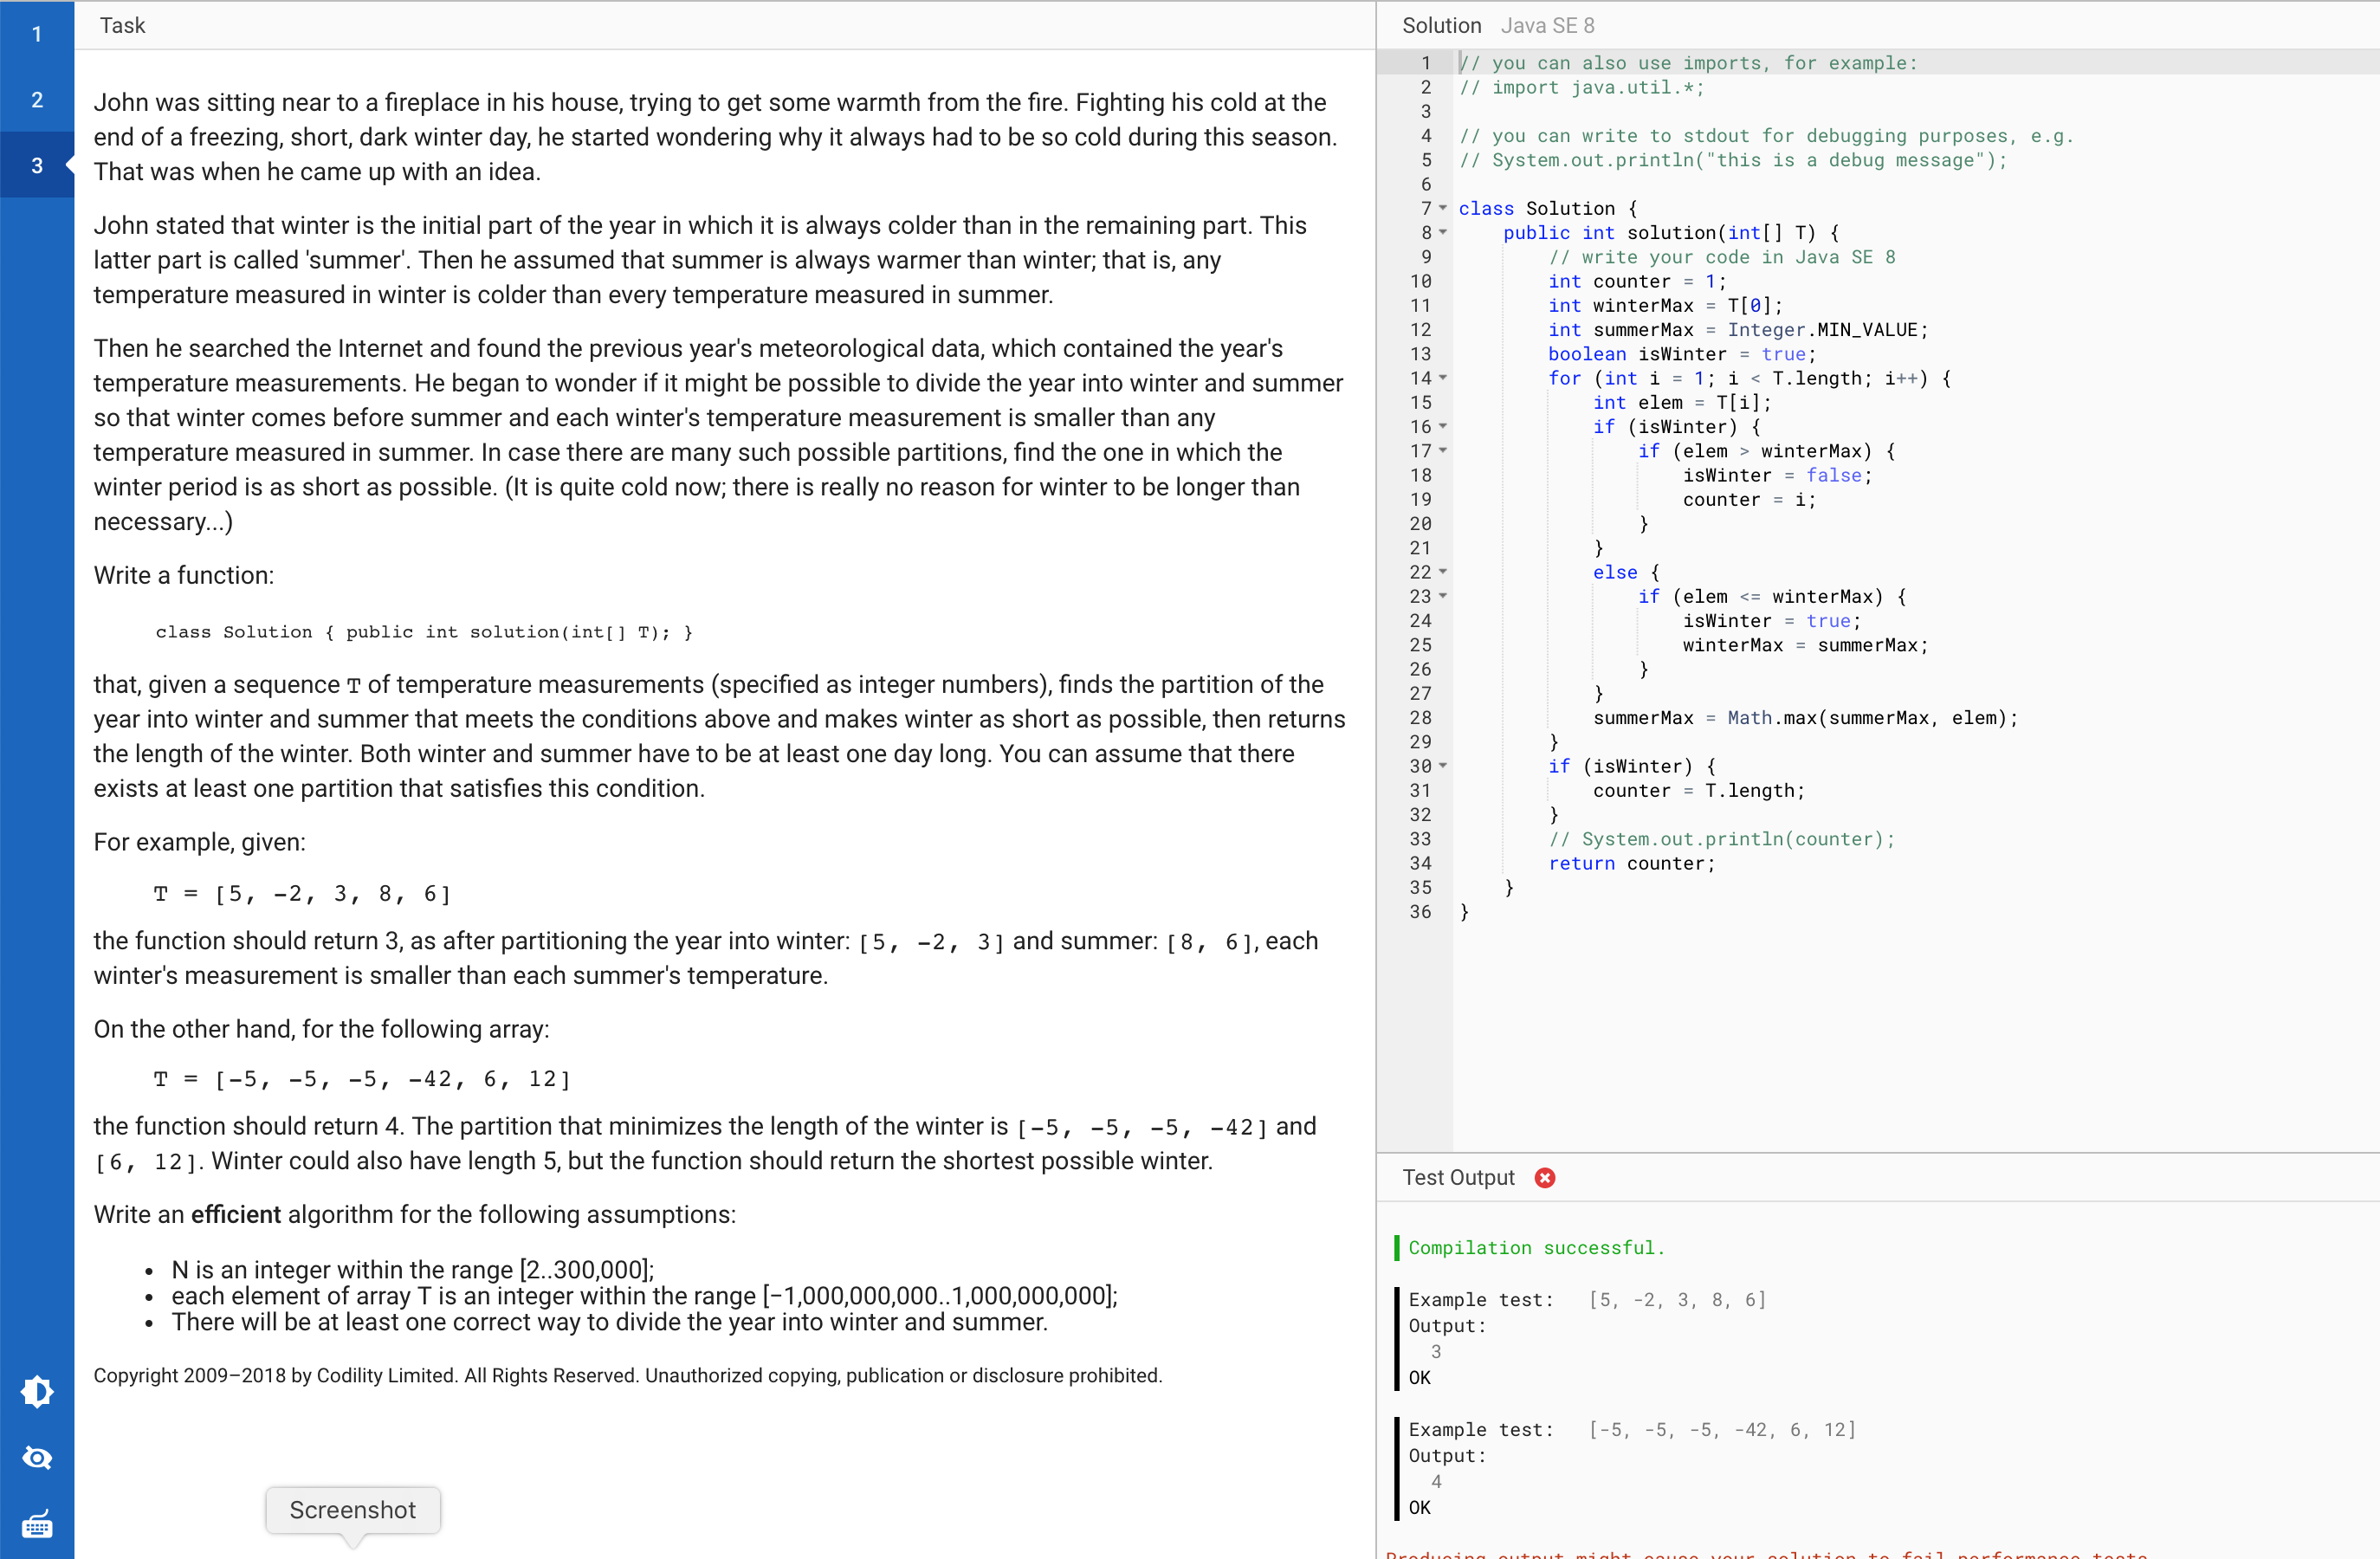 1
2
3
Task
John was sitting near to a fireplace in his house, trying to get some warmth from the fire. Fighting his cold at the
end of a freezing, short, dark winter day, he started wondering why it always had to be so cold during this season.
That was when he came up with an idea.
John stated that winter is the initial part of the year in which it is always colder than in the remaining part. This
latter part is called 'summer'. Then he assumed that summer is always warmer than winter; that is, any
temperature measured in winter is colder than every temperature measured in summer.
Then he searched the Internet and found the previous year's meteorological data, which contained the year's
temperature measurements. He began to wonder if it might be possible to divide the year into winter and summer
so that winter comes before summer and each winter's temperature measurement is smaller than any
temperature measured in summer. In case there are many such possible partitions, find the one in which the
winter period is as short as possible. (It is quite cold now; there is really no reason for winter to be longer than
necessary...)
Write a function:
class Solution { public int solution(int[] T); }
that, given a sequence T of temperature measurements (specified as integer numbers), finds the partition of the
year into winter and summer that meets the conditions above and makes winter as short as possible, then returns
the length of the winter. Both winter and summer have to be at least one day long. You can assume that there
exists at least one partition that satisfies this condition.
For example, given:
T = [5, −2, 3, 8, 6]
the function should return 3, as after partitioning the year into winter: [5, −2, 3] and summer: [8, 6], each
winter's measurement is smaller than each summer's temperature.
On the other hand, for the following array:
T = [−5, −5, −5, −42, 6, 12]
the function should return 4. The partition that minimizes the length of the winter is [−5, −5, −5, −42] and
[6, 12]. Winter could also have length 5, but the function should return the shortest possible winter.
Write an efficient algorithm for the following assumptions:
• N is an integer within the range [2..300,000];
• each element of array T is an integer within the range [−1,000,000,000..1,000,000,000];
• There will be at least one correct way to divide the year into winter and summer.
Copyright 2009–2018 by Codility Limited. All Rights Reserved. Unauthorized copying, publication or disclosure prohibited.
Screenshot
Solution Java SE 8
1 // you can also use imports, for example:
2 // import java.util.*;
3
4 // you can write to stdout for debugging purposes, e.g.
5 // System.out.println("this is a debug message");
6
7 class Solution {
8 public int solution(int[] T) {
9 // write your code in Java SE 8
10 int counter = 1;
11 int winterMax = T[0];
12 int summerMax = Integer.MIN_VALUE;
13 boolean isWinter = true;
14 for (int i = 1; i < T.length; i++) {
15 int elem = T[i];
16 if (isWinter) {
17 if (elem > winterMax) {
18 isWinter = false;
19 counter = i;
20 }
21 }
22 else {
23 if (elem <= winterMax) {
24 isWinter = true;
25 winterMax = summerMax;
26 }
27 }
28 summerMax = Math.max(summerMax, elem);
29 }
30 if (isWinter) {
31 counter = T.length;
32 }
33 // System.out.println(counter);
34 return counter;
35 }
36 }
Test Output
Compilation successful.
Example test: [5, -2, 3, 8, 6]
Output:
3
OK
Example test: [-5, -5, -5, -42, 6, 12]
Output:
4
OK
Producing output might cause your solution to fail performance tests